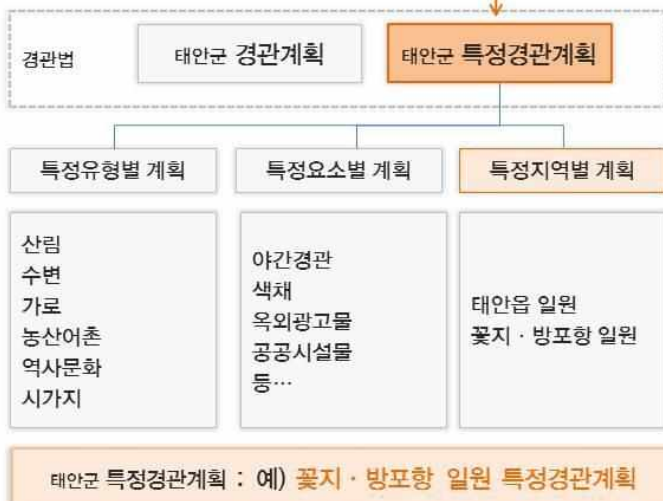 경관법
태안군 경관계획
태안군 특정경관계획
특정유형별 계획
특정요소별 계획
특정지역별 계획
산림
수변
가로
농산어촌
역사문화
시가지
야간경관
색채
옥외광고물
공공시설물
등…
태안읍 일원
꽃지 · 방포항 일원
태안군 특정경관계획 : 예) 꽃지 · 방포항 일원 특정경관계획